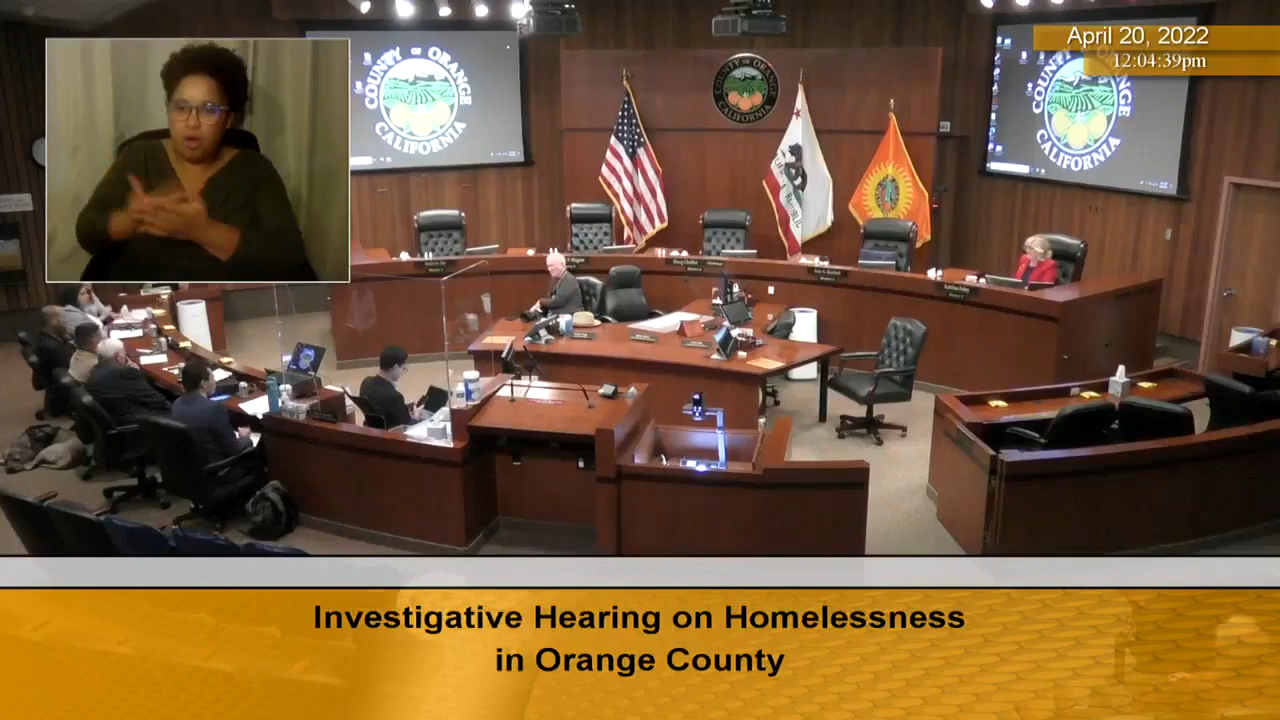 April 20, 2022
12:04:39pm
COUNTY OF ORANGE
CALIFORNIA
COUNTY OF ORANGE
CALIFORNIA
COUNTY OF ORANGE
CALIFORNIA
Investigative Hearing on Homelessness
in Orange County